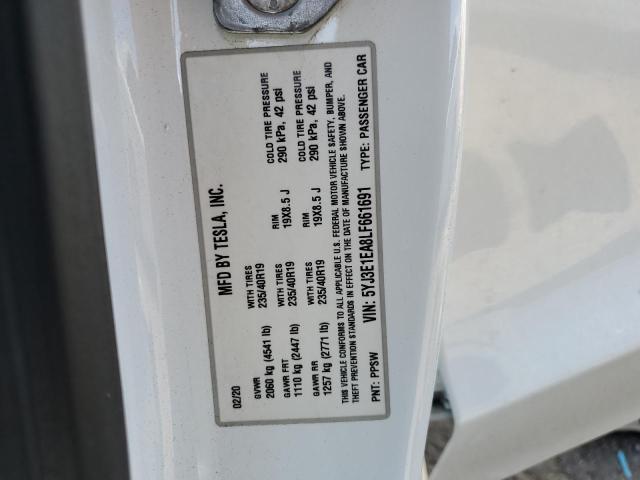 MFD BY TESLA, INC.
02/20
GVWR WITH TIRES RIM COLD TIRE PRESSURE
2060 kg (4541 lb) 235/40R19 19X8.5 J 290 kPa, 42 psi
GAWR FRT WITH TIRES RIM COLD TIRE PRESSURE
1110 kg (2447 lb) 235/40R19 19X8.5 J 290 kPa, 42 psi
GAWR RR WITH TIRES
1257 kg (2771 lb) 235/40R19
THIS VEHICLE CONFORMS TO ALL APPLICABLE U.S. FEDERAL MOTOR VEHICLE SAFETY, BUMPER, AND
THEFT PREVENTION STANDARDS IN EFFECT ON THE DATE OF MANUFACTURE SHOWN ABOVE.
VIN: 5YJ3E1EA8LF661691
PNT: PPSW TYPE: PASSENGER CAR